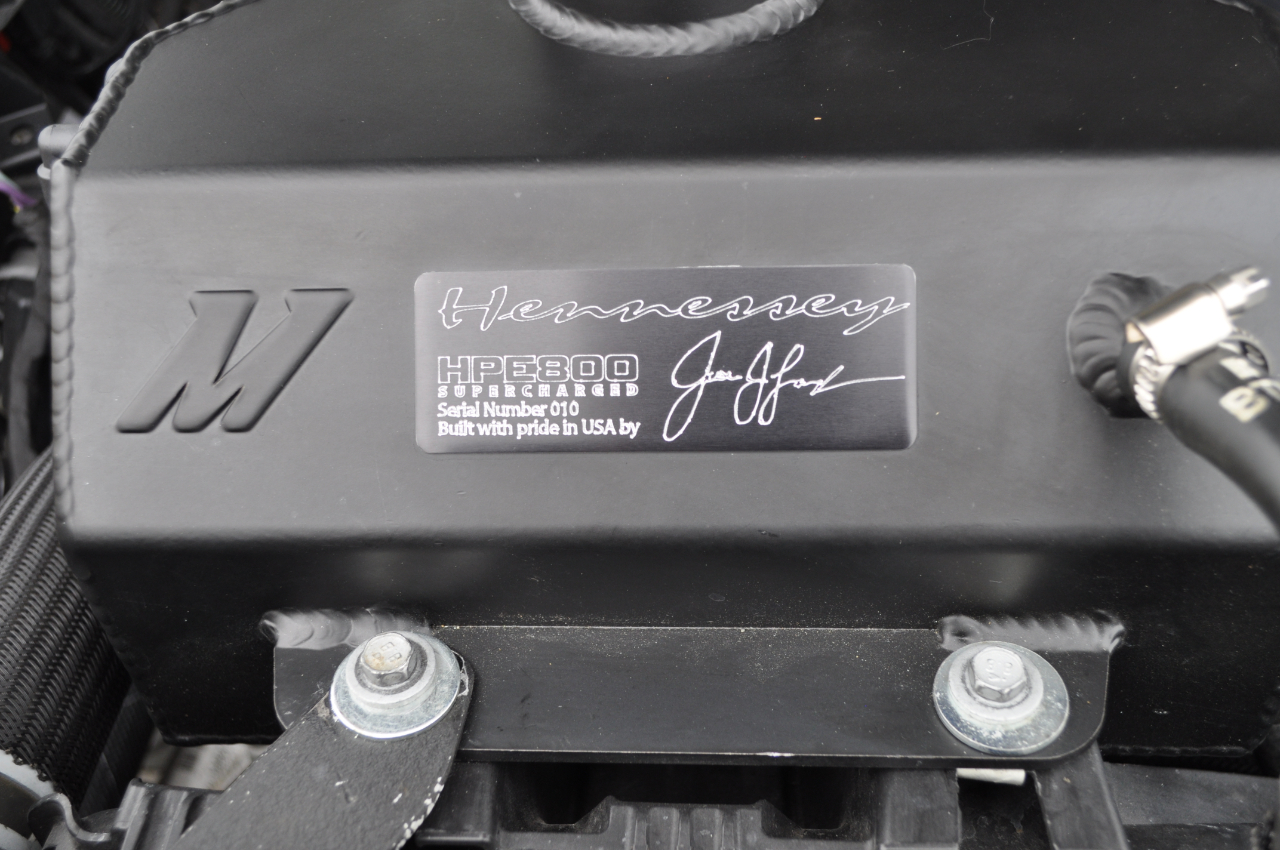 M
Hennessey
HPE800
SUPERCHARGED
Serial Number 010
Built with pride in USA by